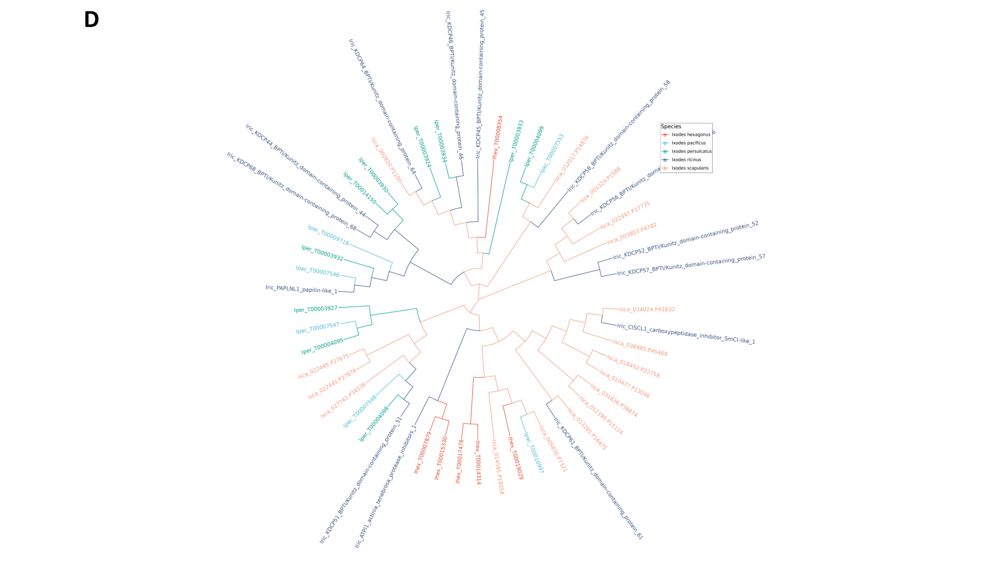 D
Iric_KDCP68_BPTI/Kunitz_domain-containing_protein_68
Iric_KDCP44_BPTI/Kunitz_domain-containing_protein_44
Iper_T00014150
Iper_T00003930
Isca_000920.P1100
Iric_KDCP64_BPTI/Kunitz_domain-containing_protein_64
Iper_T00003924
Iper_T00003934
Iric_KDCP46_BPTI/Kunitz_domain-containing_protein_46
Iric_KDCP45_BPTI/Kunitz_domain-containing_protein_45
Ihex_T00008354
Iper_T00003933
Iper_T00004099
Ipac_T00007553
Isca_012017.P14876
Iric_KDCP58_BPTI/Kunitz_domain-containing_protein_58
Isca_001324.P1588
Iric_KDCP56_BPTI/Kunitz_domai
6
Isca_022497.P27735
Isca_003803.P4782
Iric_KDCP52_BPTI/Kunitz_domain-containing_protein_52
Iric_KDCP57_BPTI/Kunitz_domain-containing_protein_57
Species
a Ixodes hexagonus
a Ixodes pacificus
a Ixodes persulcatus
a Ixodes ricinus
a Ixodes scapularis
Isca_034024.P41832
Iric_CISCL1_carboxypeptidase_inhibitor_SmCI-like_1
Isca_036985.P45469
Isca_018452.P22758
Isca_010477.P13046
Isca_031636.P38874
Isca_012190.P15114
Isca_013285.P16475
Iric_KDCP61_BPTI/Kunitz_domain-containing_protein_61
Isca_005870.P7321
Ipac_T00016997
Ihex_T00019029
Isca_014595.P18058
Ihex_T00014314
Ihex_T00017478
Ihex_T00015330
Ihex_T00007879
Iric_ATPI1_actinia_tenebrosa_protease_inhibitors_1
Iric_KDCP51_BPTI/Kunitz_domain-containing_protein_51
Iper_T00004098
Ipac_T00007548
Isca_027741.P34136
Isca_022445.P27676
Isca_022445.P27675
Iper_T00004095
Ipac_T00007547
Iper_T00003927
Iric_PAPLNL1_papilin-like_1
Ipac_T00007546
Iper_T00003932
Ipac_T00009716